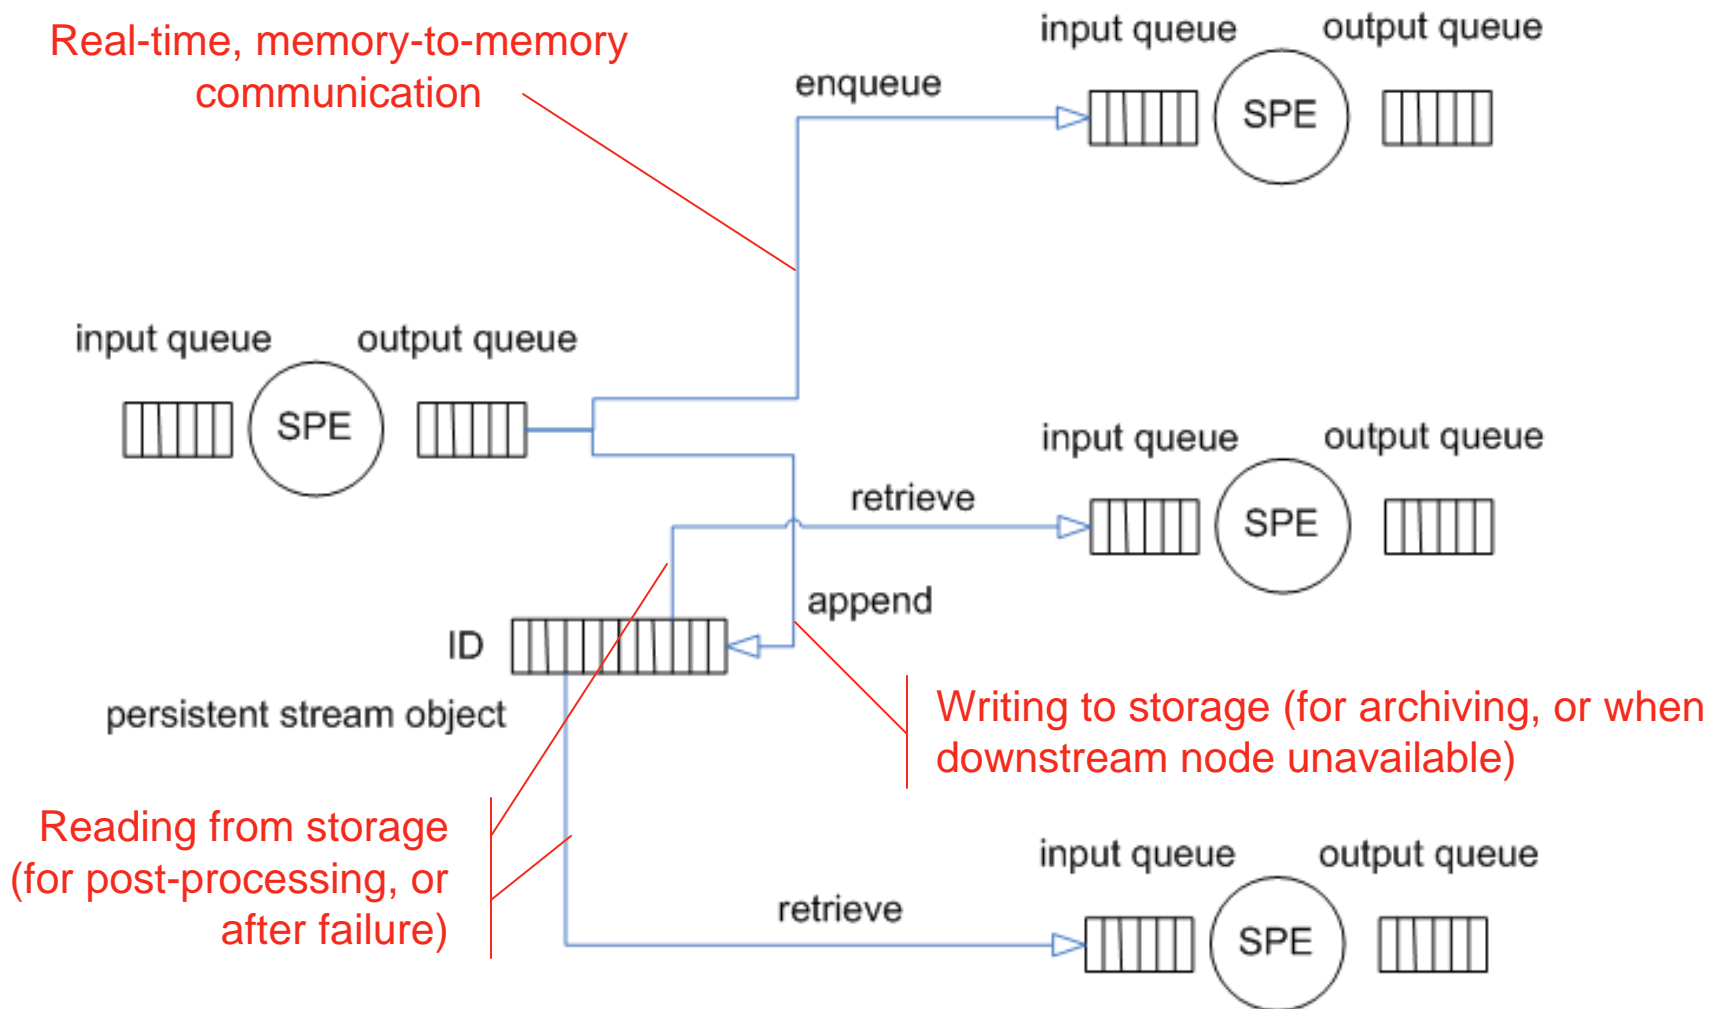 Real-time, memory-to-memory
communication
input queue
output queue
enqueue
SPE
input queue
output queue
SPE
input queue
output queue
retrieve
SPE
append
ID
persistent stream object
Writing to storage (for archiving, or when
downstream node unavailable)
Reading from storage
(for post-processing, or
after failure)
input queue
output queue
retrieve
SPE